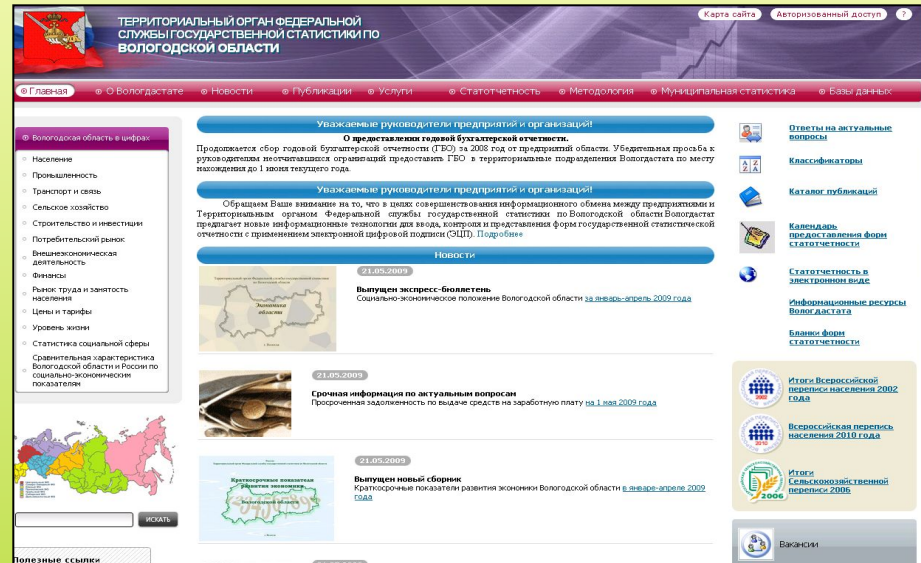 Карта сайта Авторизованный доступ ?
ТЕРРИТОРИАЛЬНЫЙ ОРГАН ФЕДЕРАЛЬНОЙ
СЛУЖБЫ ГОСУДАРСТВЕННОЙ СТАТИСТИКИ ПО
ВОЛОГОДСКОЙ ОБЛАСТИ
Главная О Вологдастате Новости Публикации Услуги Статотчетность Методология Муниципальная статистика Базы данных
Вологодская область в цифрах
Население
Промышленность
Транспорт и связь
Сельское хозяйство
Строительство и инвестиции
Потребительский рынок
Внешнеэкономическая
деятельность
Финансы
Рынок труда и занятость
населения
Цены и тарифы
Уровень жизни
Статистика социальной сферы
Сравнительная характеристика
Вологодской области и России по
социально-экономическим
показателям
ИСКАТЬ
Полезные ссылки
Уважаемые руководители предприятий и организаций!
О предоставлении годовой бухгалтерской отчетности.
Продолжается сбор годовой бухгалтерской отчетности (ГБО) за 2008 год от предприятий области. Убедительная просьба к
руководителям неотчитавшихся организаций предоставить ГБО в территориальные подразделения Вологдастата по месту
нахождения до 1 июня текущего года.
Уважаемые руководители предприятий и организаций!
Обращаем Ваше внимание на то, что в целях совершенствования информационного обмена между предприятиями и
Территориальным органом Федеральной службы государственной статистики по Вологодской области Вологдастат
предлагает новые информационные технологии для ввода, контроля и представления форм государственной статистической
отчетности с применением электронной цифровой подписи (ЭЦП). Подробнее
Новости
Экономика
области
21.05.2009
Выпущен экспресс-бюллетень
Социально-экономическое положение Вологодской области за январь-апрель 2009 года
21.05.2009
Срочная информация по актуальным вопросам
Просроченная задолженность по выдаче средств на заработную плату на 1 мая 2009 года
Краткосрочные показатели
развития экономики
Вологодской области
21.05.2009
Выпущен новый сборник
Краткосрочные показатели развития экономики Вологодской области в январе-апреле 2009
года
Ответы на актуальные
вопросы
Классификаторы
Каталог публикаций
Календарь
предоставления форм
статотчетности
Статотчетность в
электронном виде
Информационные ресурсы
Вологдастата
Бланки форм
статотчетности
2002
Итоги Всероссийской
переписи населения 2002
года
2010
Всероссийская перепись
населения 2010 года
2006
Итоги
Сельскохозяйственной
переписи 2006
Вакансии